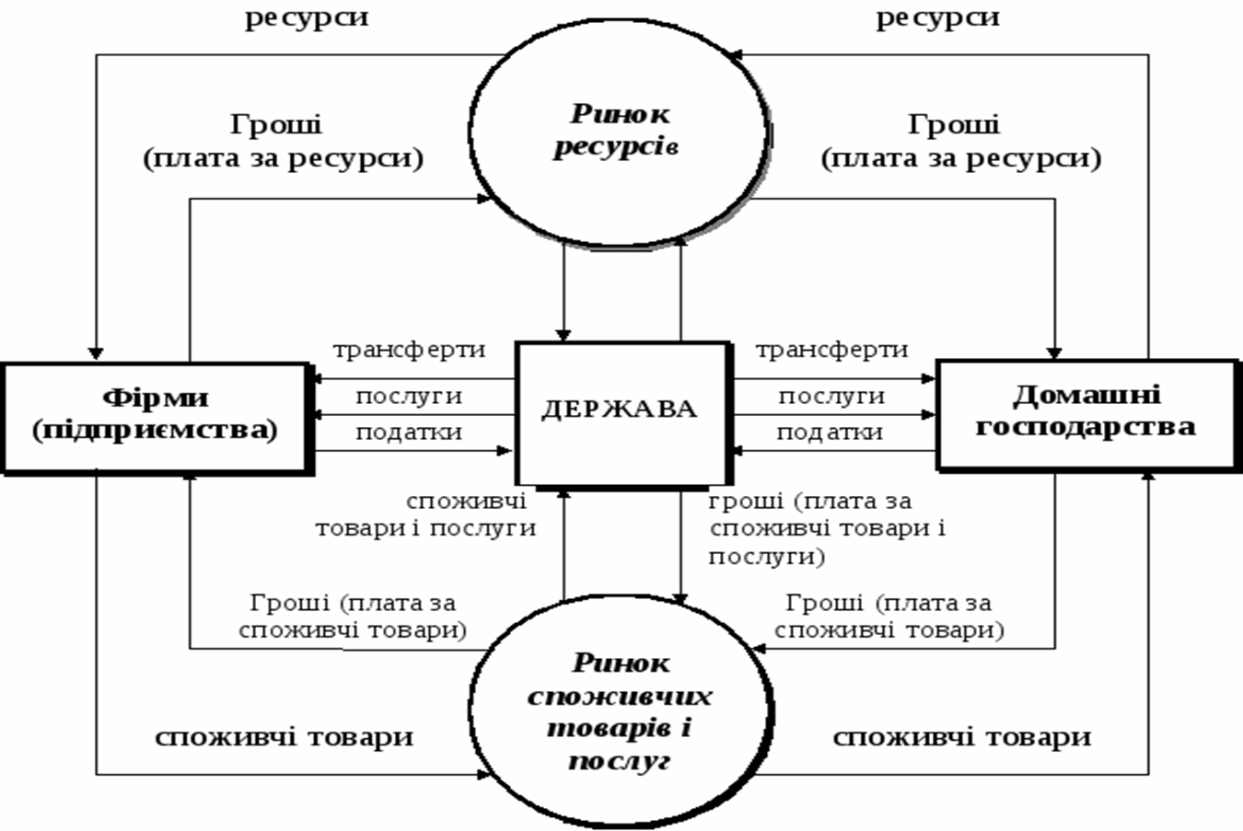 ресурси
ресурси
Ринок
ресурсів
Гроші
(плата за ресурси)
Гроші
(плата за ресурси)
трансферти
трансферти
Фірми
(підприємства)
послуги
ДЕРЖАВА
послуги
Домашні
господарства
податки
податки
споживчі
товари і послуги
гроші (плата за
споживчі товари і
послуги)
Гроші (плата за
споживчі товари)
Гроші (плата за
споживчі товари)
Ринок
споживчих
товарів і
послуг
споживчі товари
споживчі товари